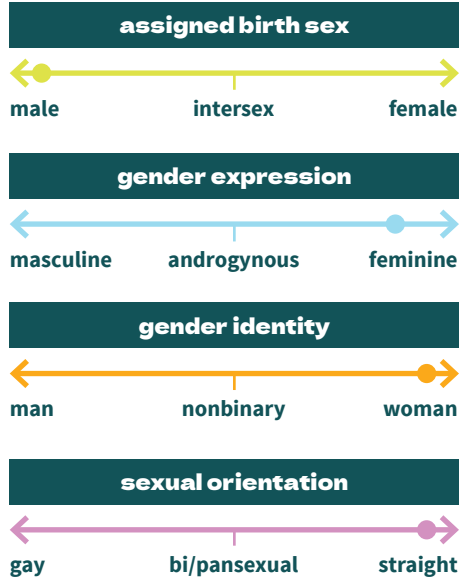 assigned birth sex
male intersex female
gender expression
masculine androgynous feminine
gender identity
man nonbinary woman
sexual orientation
gay bi/pansexual straight